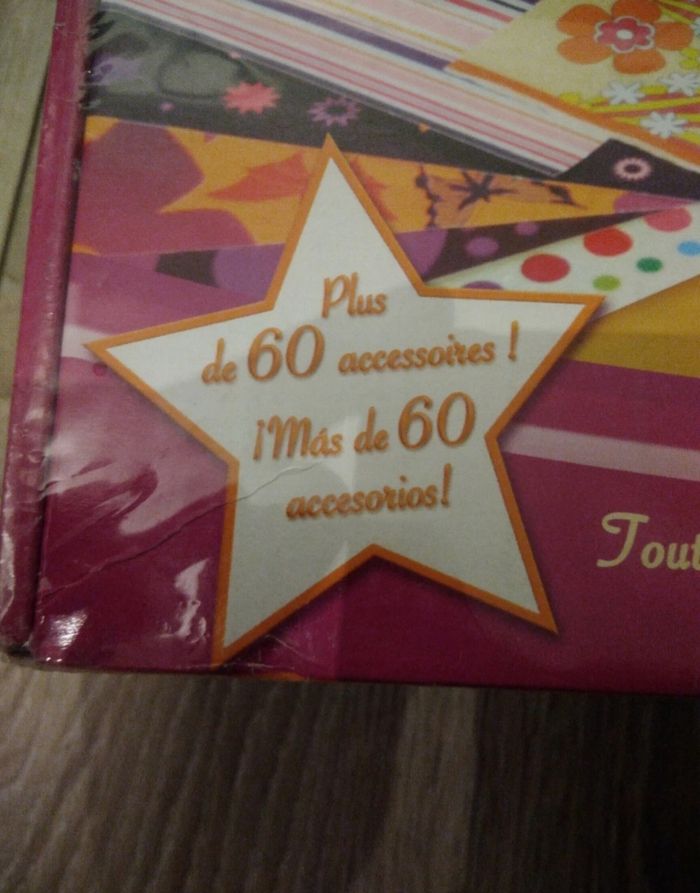 Plus
de 60 accessoires !
¡Más de 60
accesorios!
Tout